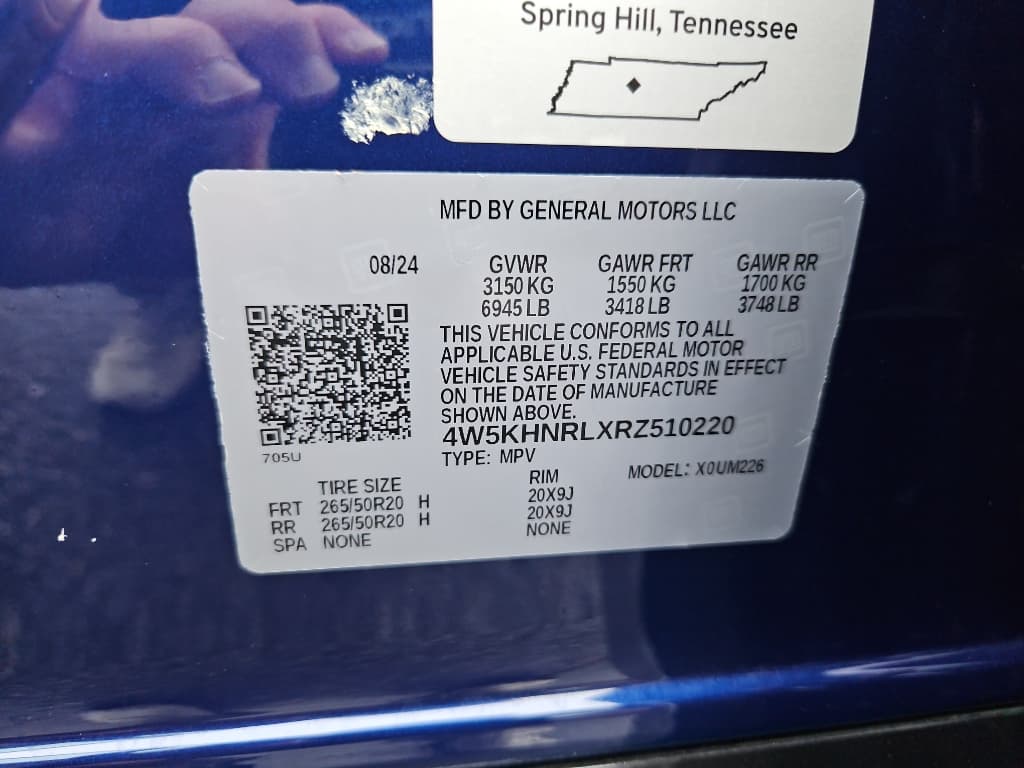 Spring Hill, Tennessee
MFD BY GENERAL MOTORS LLC
08/24 GVWR GAWR FRT GAWR RR
3150 KG 1550 KG 1700 KG
6945 LB 3418 LB 3748 LB
THIS VEHICLE CONFORMS TO ALL
APPLICABLE U.S. FEDERAL MOTOR
VEHICLE SAFETY STANDARDS IN EFFECT
ON THE DATE OF MANUFACTURE
SHOWN ABOVE.
4W5KHNRLXRZ510220
705U
TYPE: MPV
MODEL: X0UM226
TIRE SIZE RIM
FRT 265/50R20 H 20X9J
RR 265/50R20 H 20X9J
SPA NONE NONE